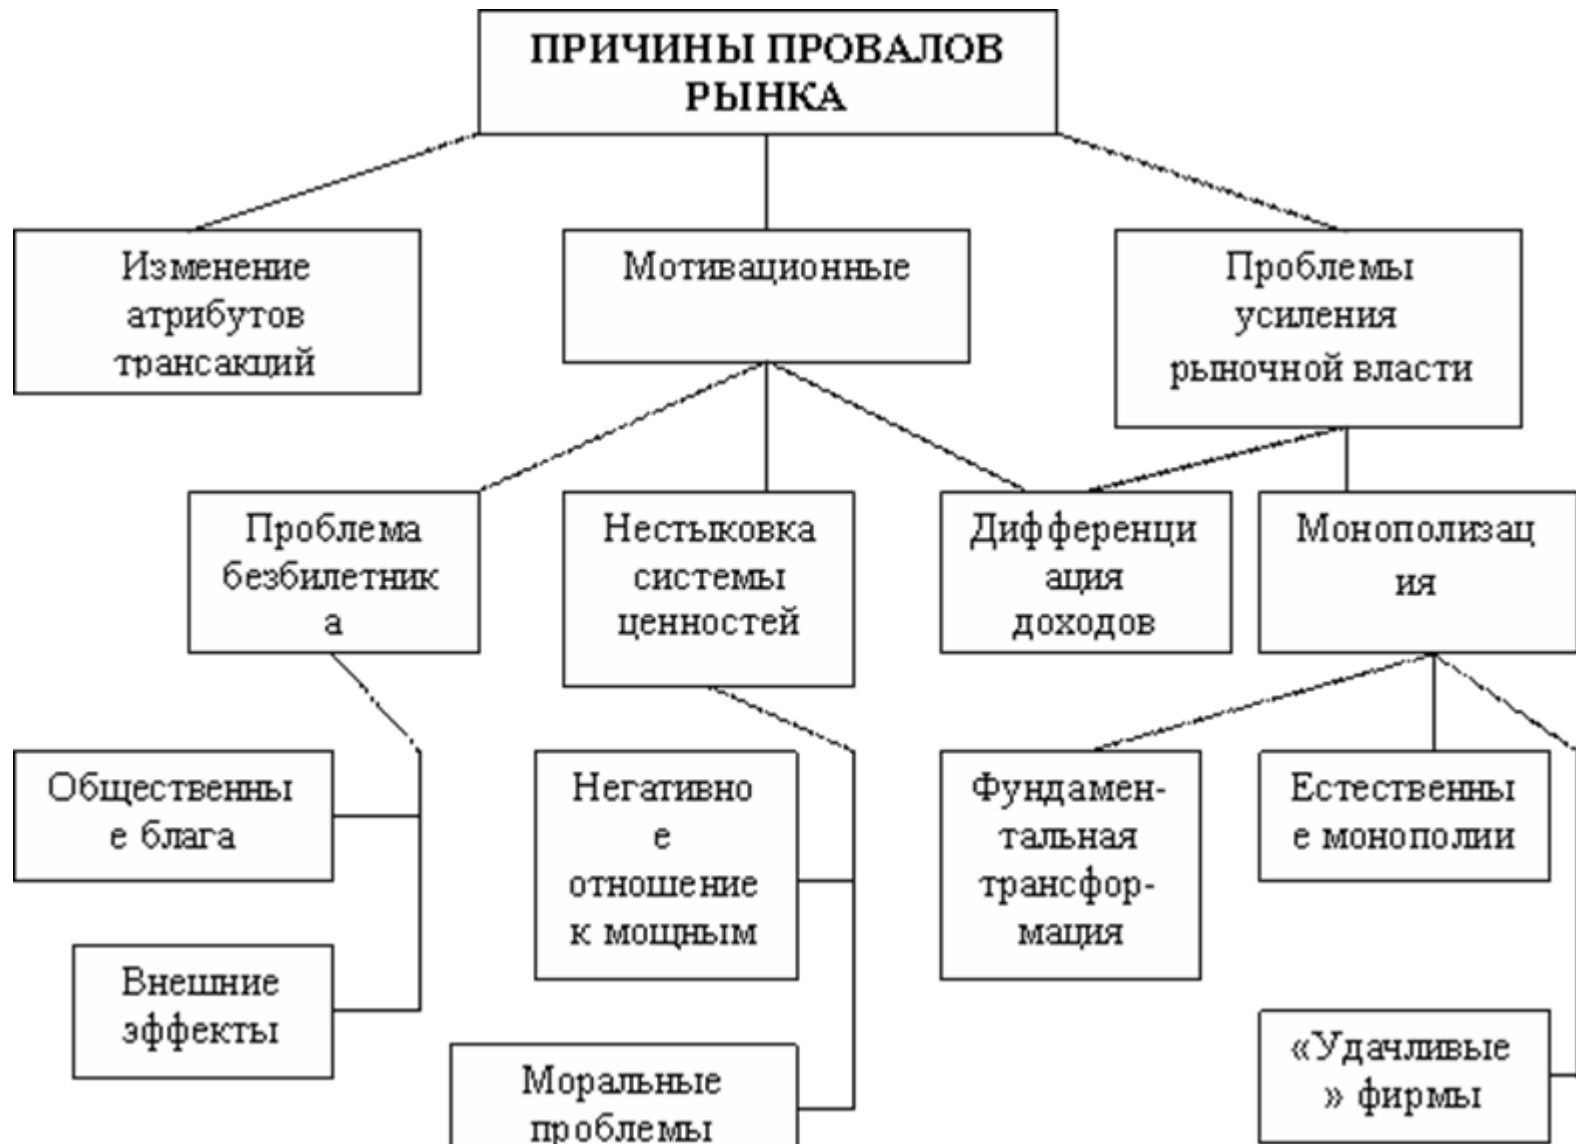 ПРИЧИНЫ ПРОВАЛОВ
РЫНКА
Изменение
атрибутов
трансакций
Мотивационные
Проблемы
усиления
рыночной власти
Проблема
безбилетник
а
Нестыковка
системы
ценностей
Дифференци
ация
доходов
Монополизац
ия
Общественны
е блага
Негативно
е
отношение
к мощным
Фундамен-
тальная
трансфор-
мация
Естественны
е монополии
Внешние
эффекты
Моральные
проблемы
«Удачливые
» фирмы